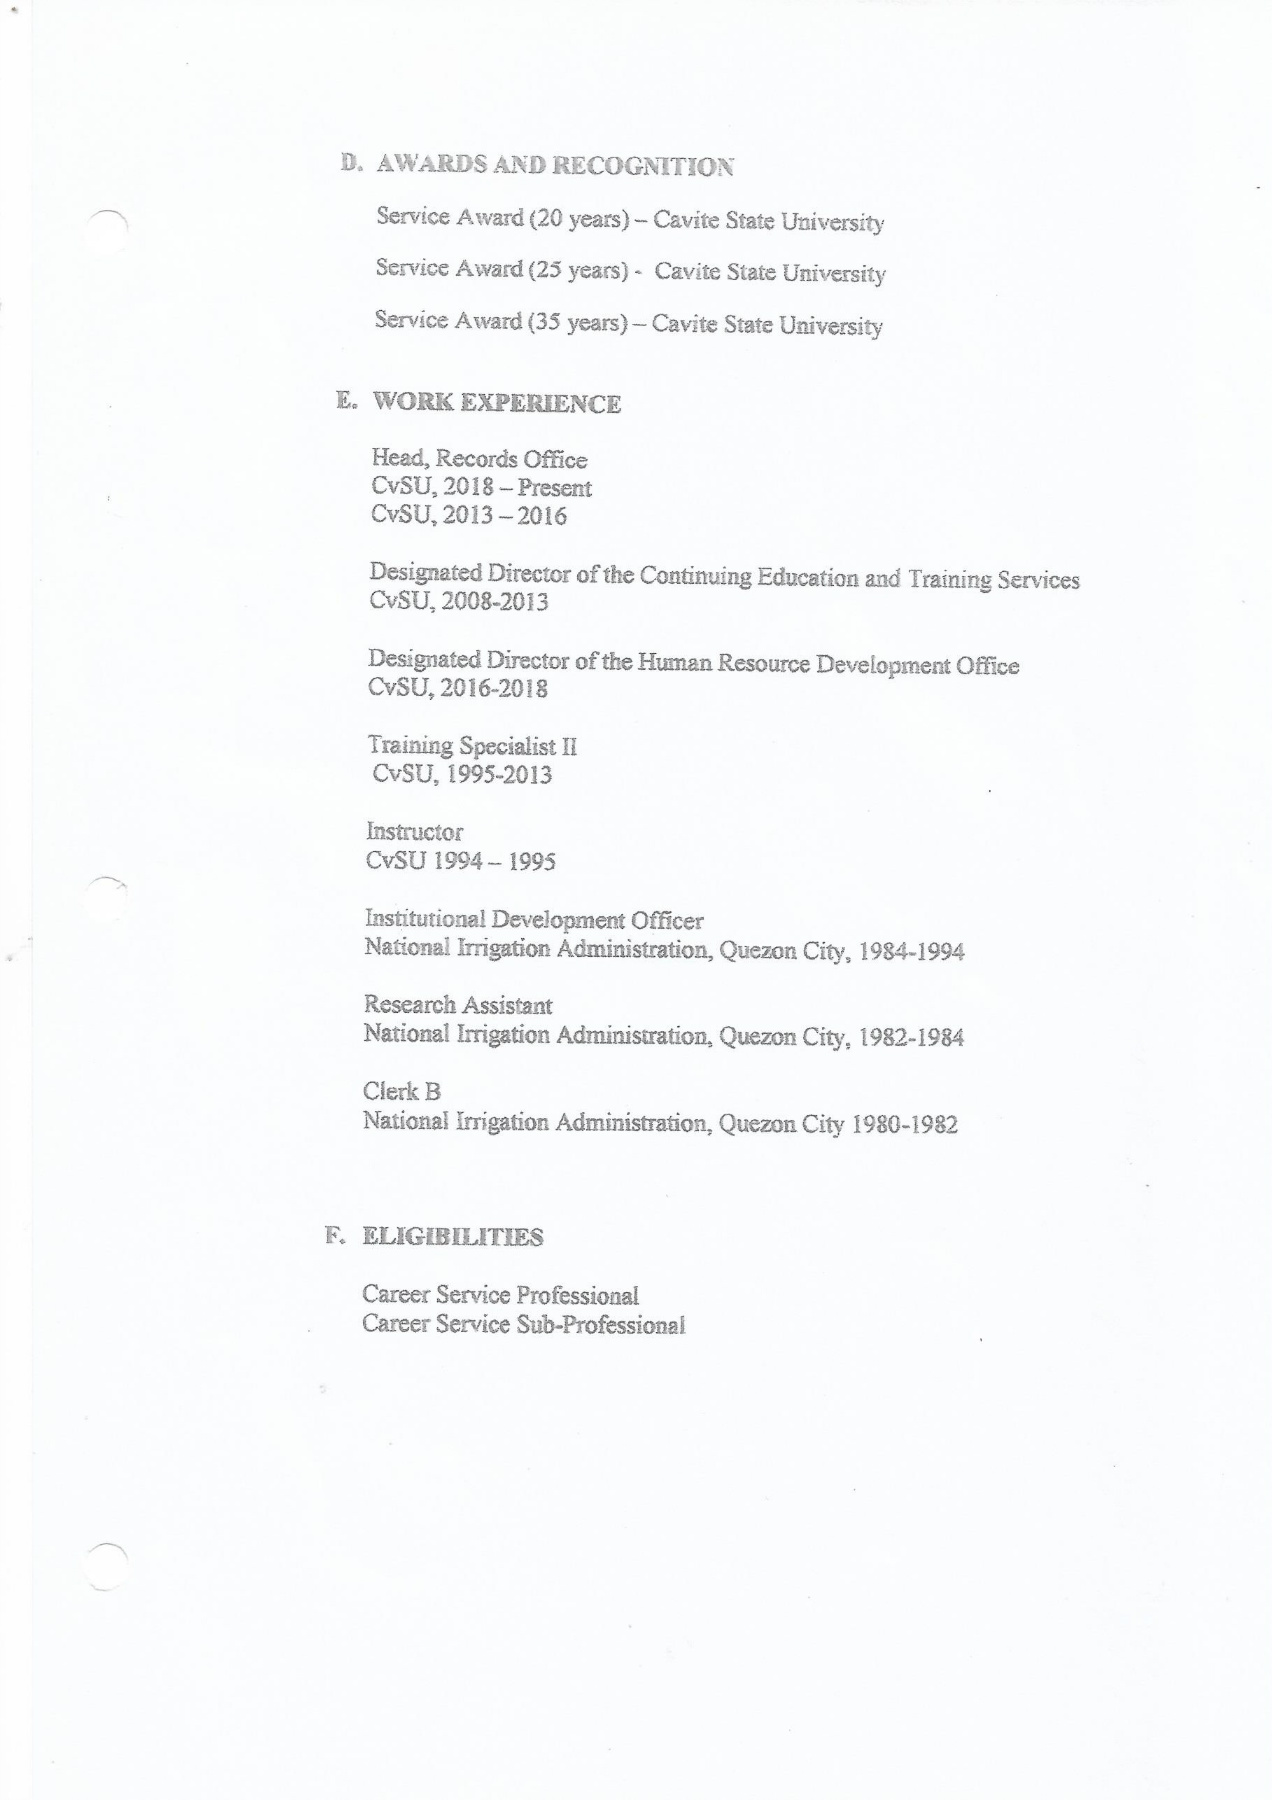 D. AWARDS AND RECOGNITION
Service Award (20 years) – Cavite State University
Service Award (25 years) - Cavite State University
Service Award (35 years) – Cavite State University
E. WORK EXPERIENCE
Head, Records Office
CvSU, 2018 – Present
CvSU, 2013 – 2016
Designated Director of the Continuing Education and Training Services
CvSU, 2008-2013
Designated Director of the Human Resource Development Office
CvSU, 2016-2018
Training Specialist II
CvSU, 1995-2013
Instructor
CvSU 1994 – 1995
Institutional Development Officer
National Irrigation Administration, Quezon City, 1984-1994
Research Assistant
National Irrigation Administration, Quezon City, 1982-1984
Clerk B
National Irrigation Administration, Quezon City 1980-1982
F. ELIGIBILITIES
Career Service Professional
Career Service Sub-Professional